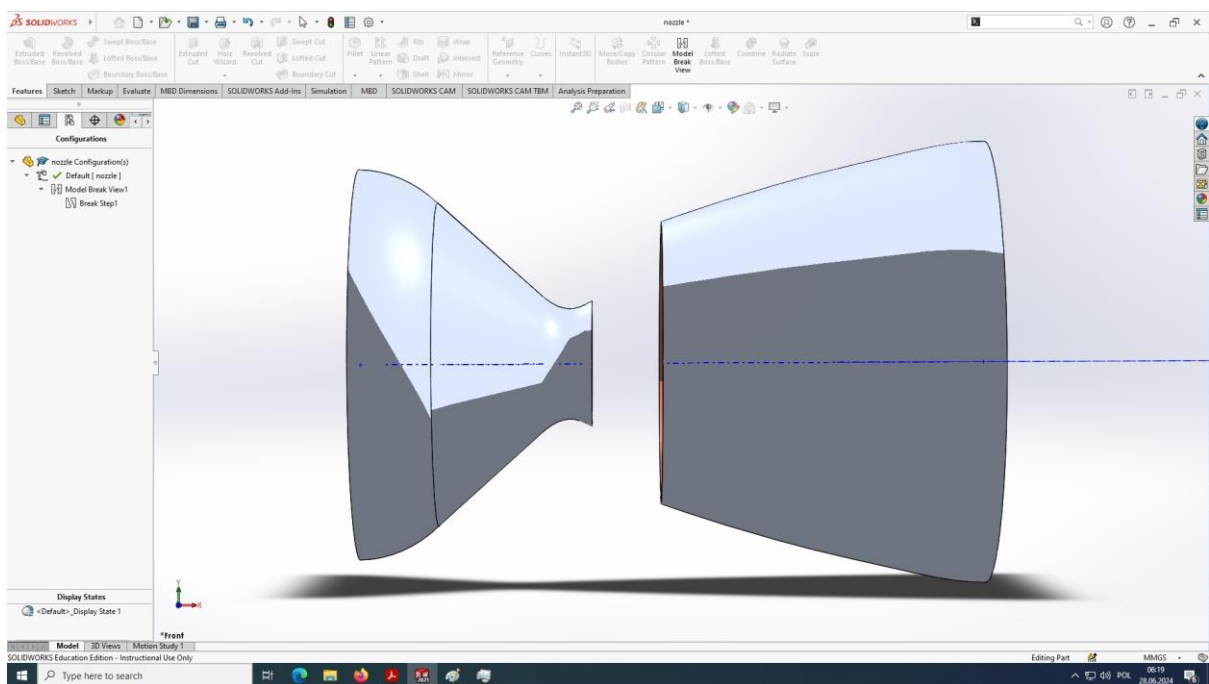 SOLIDWORKS
nozzle *
Extruded Boss/Base
Revolved Boss/Base
Swept Boss/Base
Lofted Boss/Base
Boundary Boss/Base
Extruded Cut
Hole Wizard
Revolved Cut
Swept Cut
Lofted Cut
Boundary Cut
Fillet
Linear Pattern
Rib
Draft
Shell
Wrap
Intersect
Mirror
Reference Geometry
Curves
Instant3D
Move/Copy Bodies
Circular Pattern
Model Break View
Lofted Boss/Base
Combine
Radiate Surface
Scale
Features Sketch Markup Evaluate MBD Dimensions SOLIDWORKS Add-Ins Simulation MBD SOLIDWORKS CAM SOLIDWORKS CAM TBM Analysis Preparation
Configurations
nozzle Configuration(s)
Default [ nozzle ]
Model Break View1
Break Step1
Display States
<Default>_Display State 1
Y
X
*Front
Model 3D Views Motion Study 1
SOLIDWORKS Education Edition - Instructional Use Only
Editing Part
MMGS
Type here to search
POL
06:19
28.06.2024